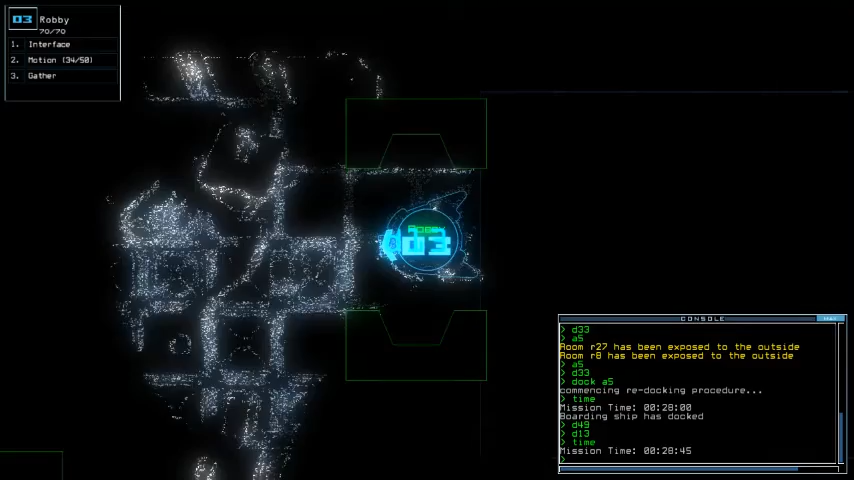 03 Robby
70/70
1. Interface
2. Motion (34/50)
3. Gather
Robby
03
CONSOLE
> d33
> a5
Room r27 has been exposed to the outside
Room r8 has been exposed to the outside
> a5
> d33
> dock a5
commencing re-docking procedure...
> time
Mission Time: 00:28:00
Boarding ship has docked
> d49
> d13
> time
Mission Time: 00:28:45
>